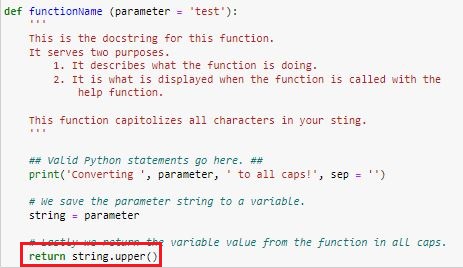 def functionName (parameter = 'test'):
'''
This is the docstring for this function.
It serves two purposes.
1. It describes what the function is doing.
2. It is what is displayed when the function is called with the
help function.
This function capitolizes all characters in your sting.
'''
## Valid Python statements go here. ##
print('Converting ', parameter, ' to all caps!', sep = '')
# We save the parameter string to a variable.
string = parameter
# Lastly we return the variable value from the function in all caps.
return string.upper()